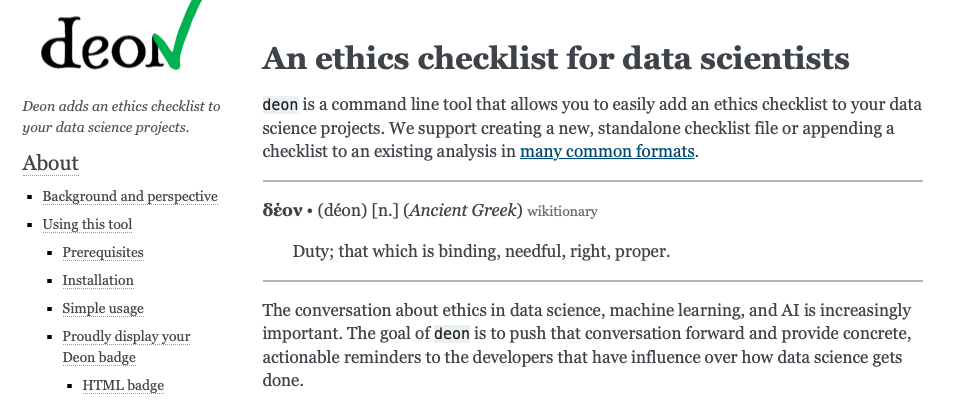 deon
Deon adds an ethics checklist to
your data science projects.
About
Background and perspective
Using this tool
Prerequisites
Installation
Simple usage
Proudly display your
Deon badge
HTML badge
An ethics checklist for data scientists
deon is a command line tool that allows you to easily add an ethics checklist to your data
science projects. We support creating a new, standalone checklist file or appending a
checklist to an existing analysis in many common formats.
δέον • (déon) [n.] (Ancient Greek) wikitionary
Duty; that which is binding, needful, right, proper.
The conversation about ethics in data science, machine learning, and AI is increasingly
important. The goal of deon is to push that conversation forward and provide concrete,
actionable reminders to the developers that have influence over how data science gets
done.